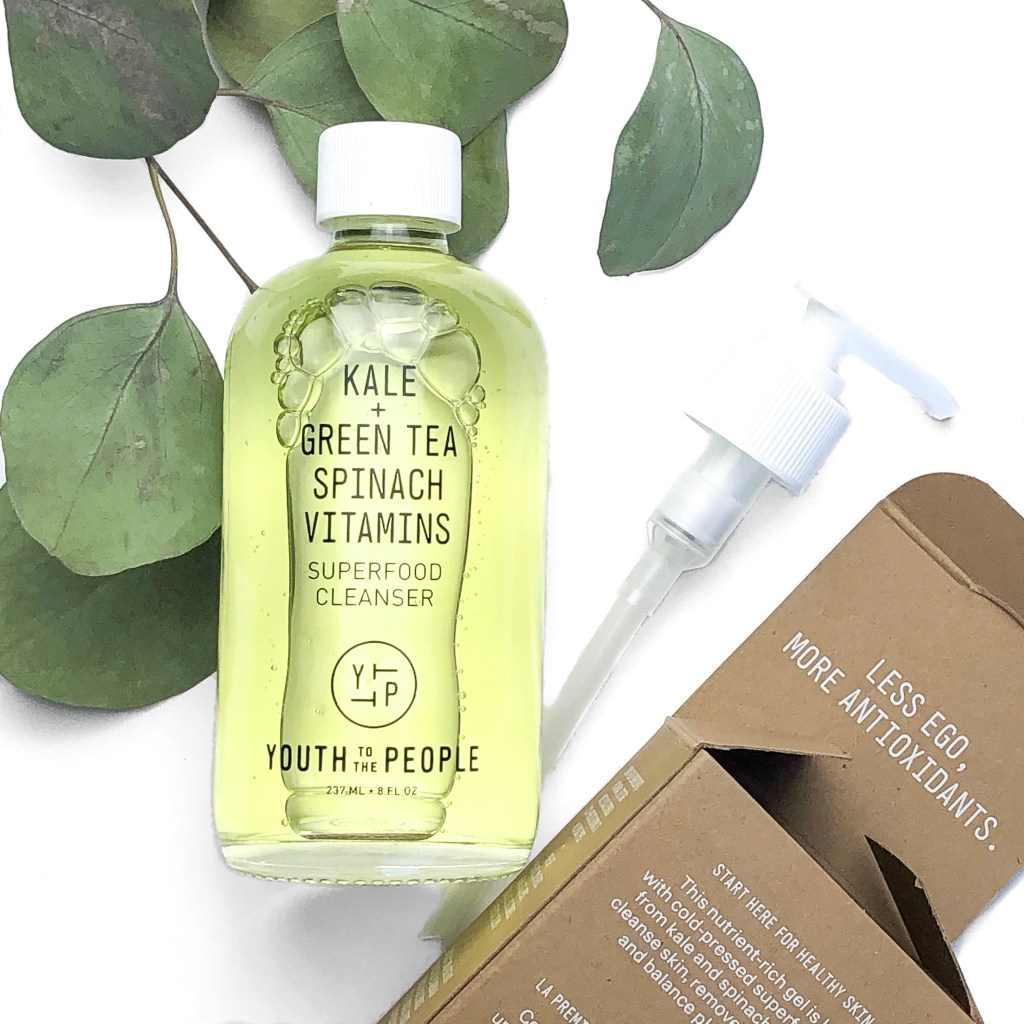 KALE
+
GREEN TEA
SPINACH
VITAMINS
SUPERFOOD
CLEANSER
Y T T P
YOUTH TO THE PEOPLE
237 ML • 8 FL OZ
LESS EGO,
MORE ANTIOXIDANTS.
START HERE FOR HEALTHY SKIN
This nutrient-rich gel is
with cold-pressed
from kale and spinach
cleanse skin,
and balance
LA